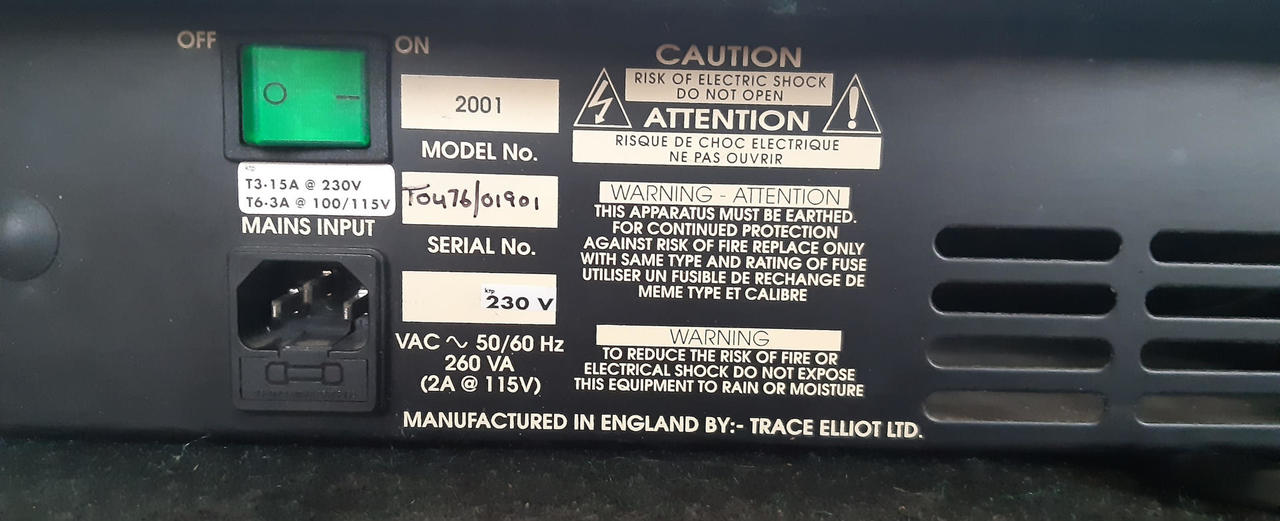 OFF
ON
krp
T3·15A @ 230V
T6·3A @ 100/115V
MAINS INPUT
2001
MODEL No.
T0476/01901
SERIAL No.
krp
230 V
VAC ~ 50/60 Hz
260 VA
(2A @ 115V)
CAUTION
RISK OF ELECTRIC SHOCK
DO NOT OPEN
ATTENTION
RISQUE DE CHOC ELECTRIQUE
NE PAS OUVRIR
WARNING - ATTENTION
THIS APPARATUS MUST BE EARTHED.
FOR CONTINUED PROTECTION
AGAINST RISK OF FIRE REPLACE ONLY
WITH SAME TYPE AND RATING OF FUSE
UTILISER UN FUSIBLE DE RECHANGE DE
MEME TYPE ET CALIBRE
WARNING
TO REDUCE THE RISK OF FIRE OR
ELECTRICAL SHOCK DO NOT EXPOSE
THIS EQUIPMENT TO RAIN OR MOISTURE
MANUFACTURED IN ENGLAND BY:- TRACE ELLIOT LTD.